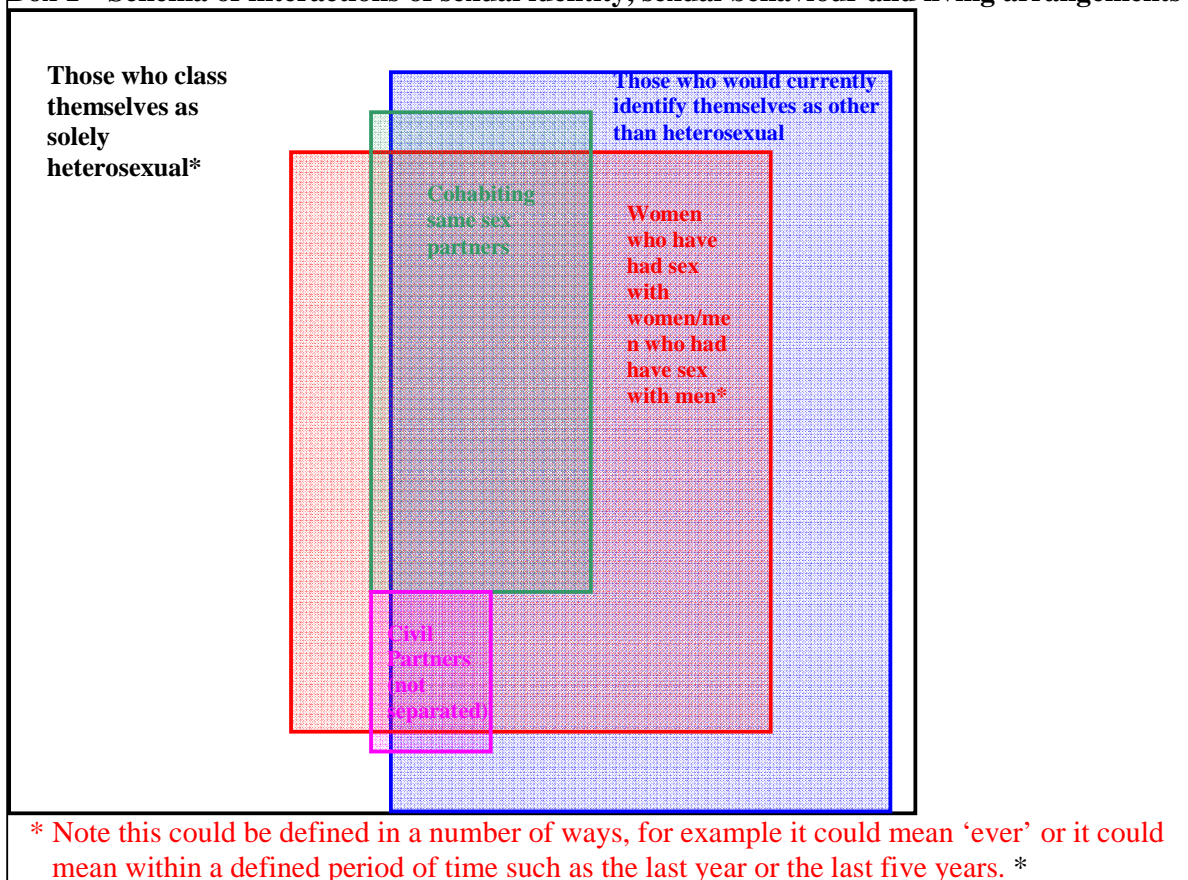 Those who class
themselves as
solely
heterosexual*
Those who would currently
identify themselves as other
than heterosexual
Cohabiting
same sex
partners
Women
who have
had sex
with
women/me
n who had
have sex
with men*
Civil
Partners
(not
separated)
* Note this could be defined in a number of ways, for example it could mean ‘ever’ or it could
mean within a defined period of time such as the last year or the last five years. *